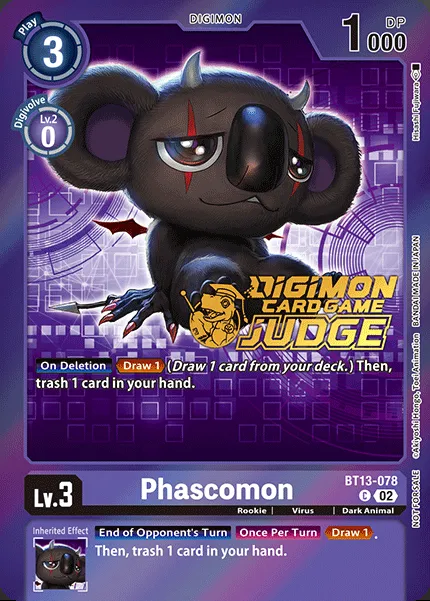 DIGIMON
Play
3
1000
DP
Digivolve
Lv.2
0
Hisashi Fujiwara
DIGIMON
CARD GAME
JUDGE
On Deletion Draw 1 (Draw 1 card from your deck.) Then,
trash 1 card in your hand.
NOT FOR SALE ©Akiyoshi Hongo, Toei Animation BANDAI MADE IN JAPAN
Lv.3
Phascomon
BT13-078
C 02
Rookie | Virus | Dark Animal
Inherited Effect
End of Opponent's Turn Once Per Turn Draw 1.
Then, trash 1 card in your hand.